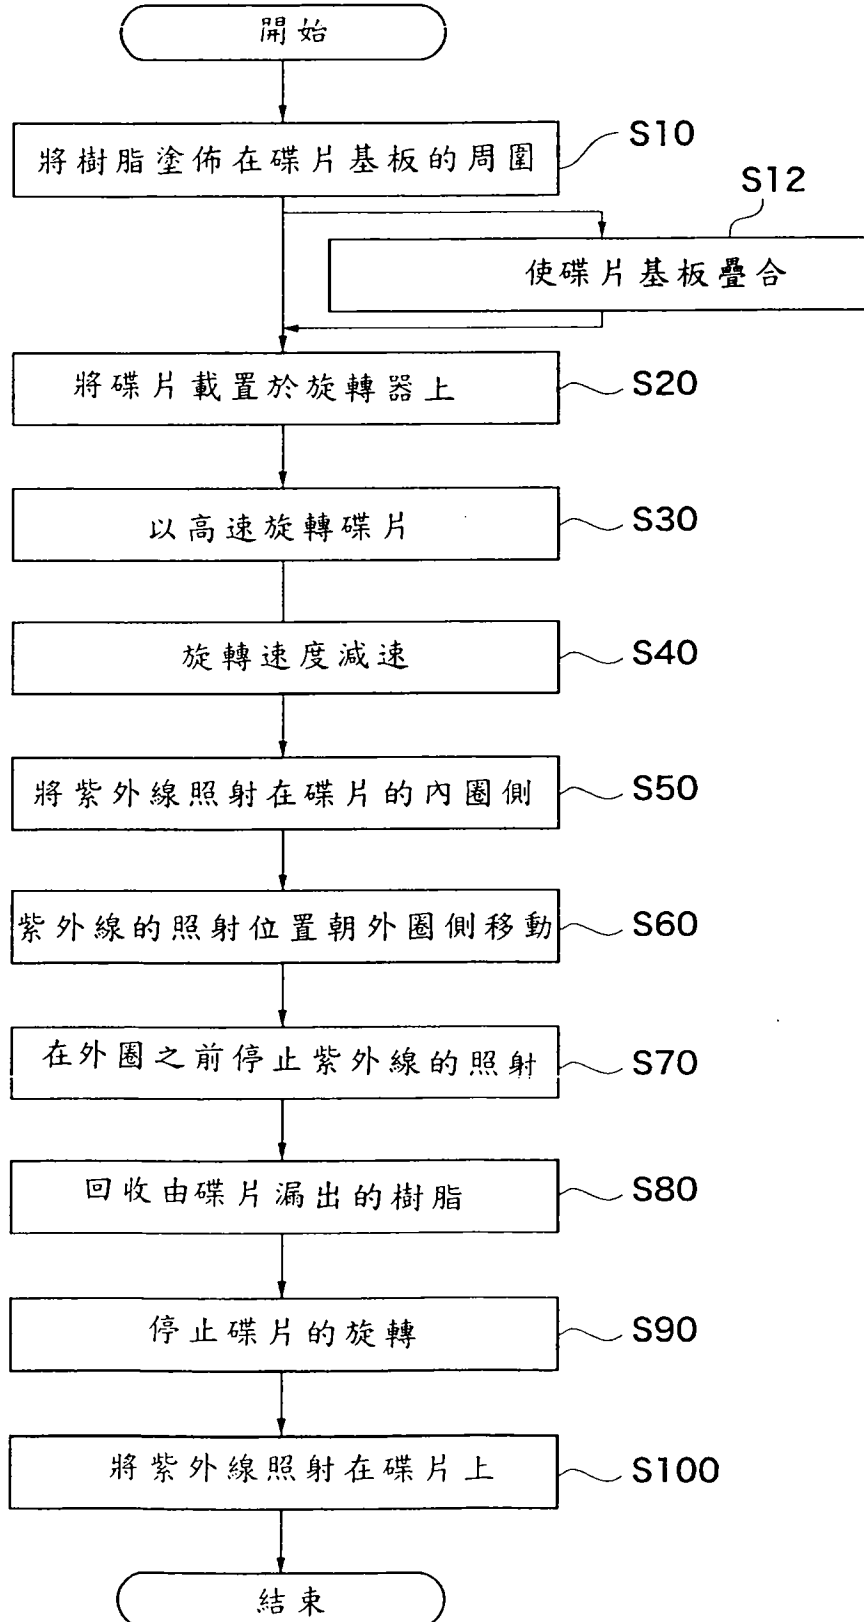 開始
將樹脂塗佈在碟片基板的周圍
S10
S12
使碟片基板疊合
將碟片載置於旋轉器上
S20
以高速旋轉碟片
S30
旋轉速度減速
S40
將紫外線照射在碟片的內圈側
S50
紫外線的照射位置朝外圈側移動
S60
在外圈之前停止紫外線的照射
S70
回收由碟片漏出的樹脂
S80
停止碟片的旋轉
S90
將紫外線照射在碟片上
S100
結束